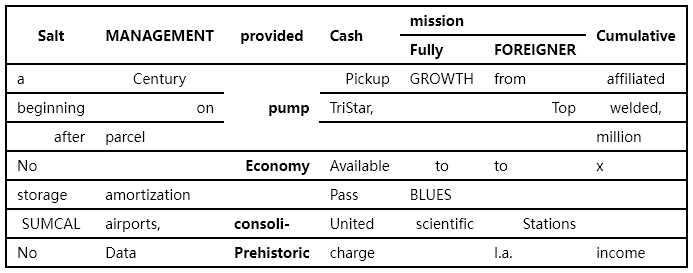 mission
Salt MANAGEMENT provided Cash Cumulative
Fully FOREIGNER
a Century Pickup GROWTH from affiliated
beginning on pump TriStar, Top welded,
after parcel million
No Economy Available to to x
storage amortization Pass BLUES
SUMCAL airports, consoli- United scientific Stations
No Data Prehistoric charge l.a. income